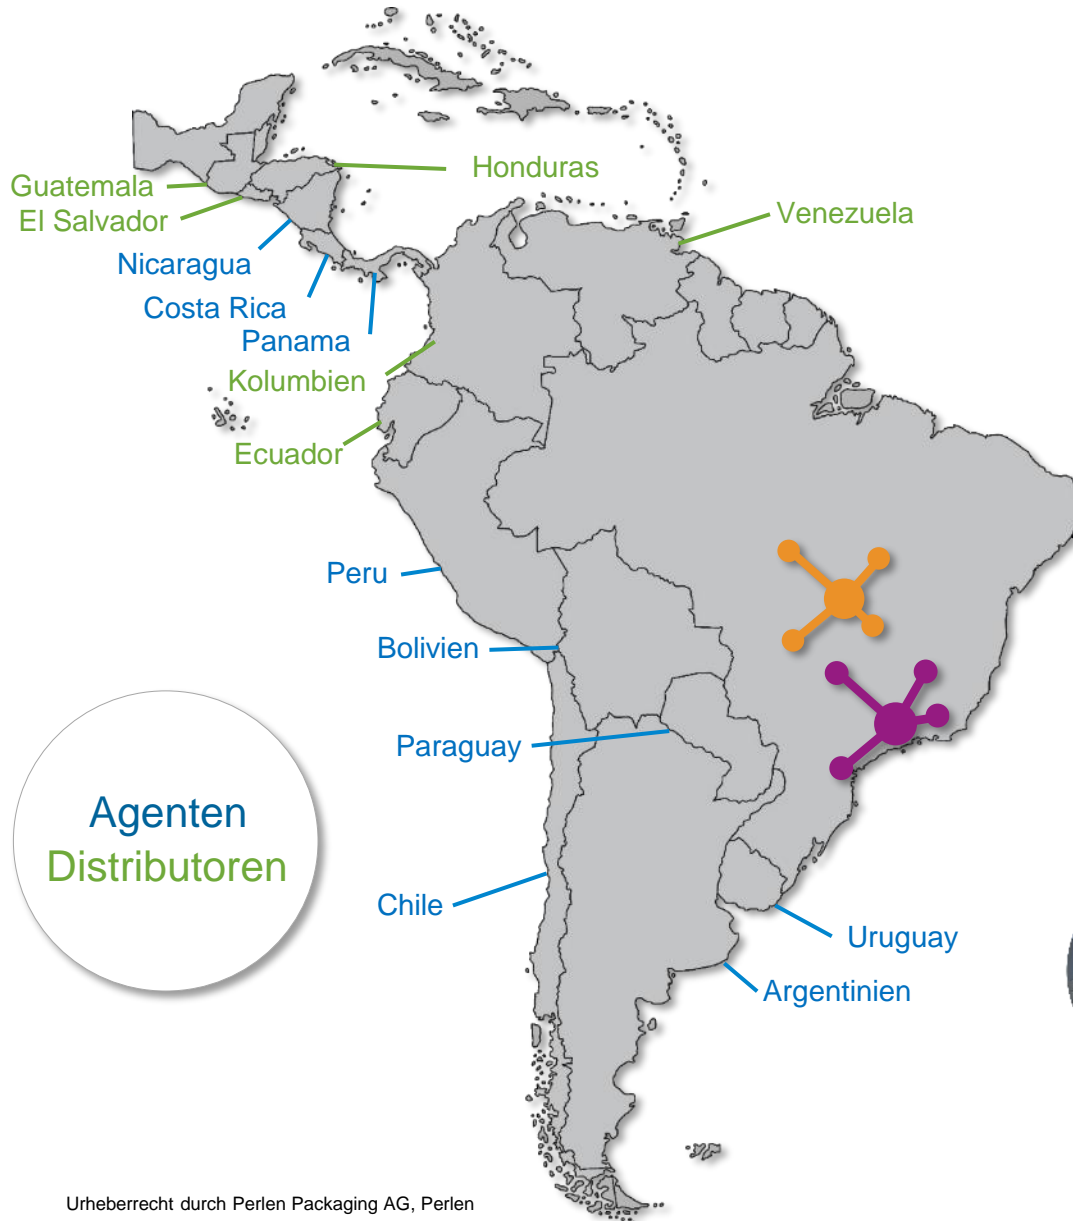 Honduras
Guatemala
El Salvador
Venezuela
Nicaragua
Costa Rica
Panama
Kolumbien
Ecuador
Peru
Bolivien
Paraguay
Agenten
Distributoren
Chile
Uruguay
Argentinien
Urheberrecht durch Perlen Packaging AG, Perlen